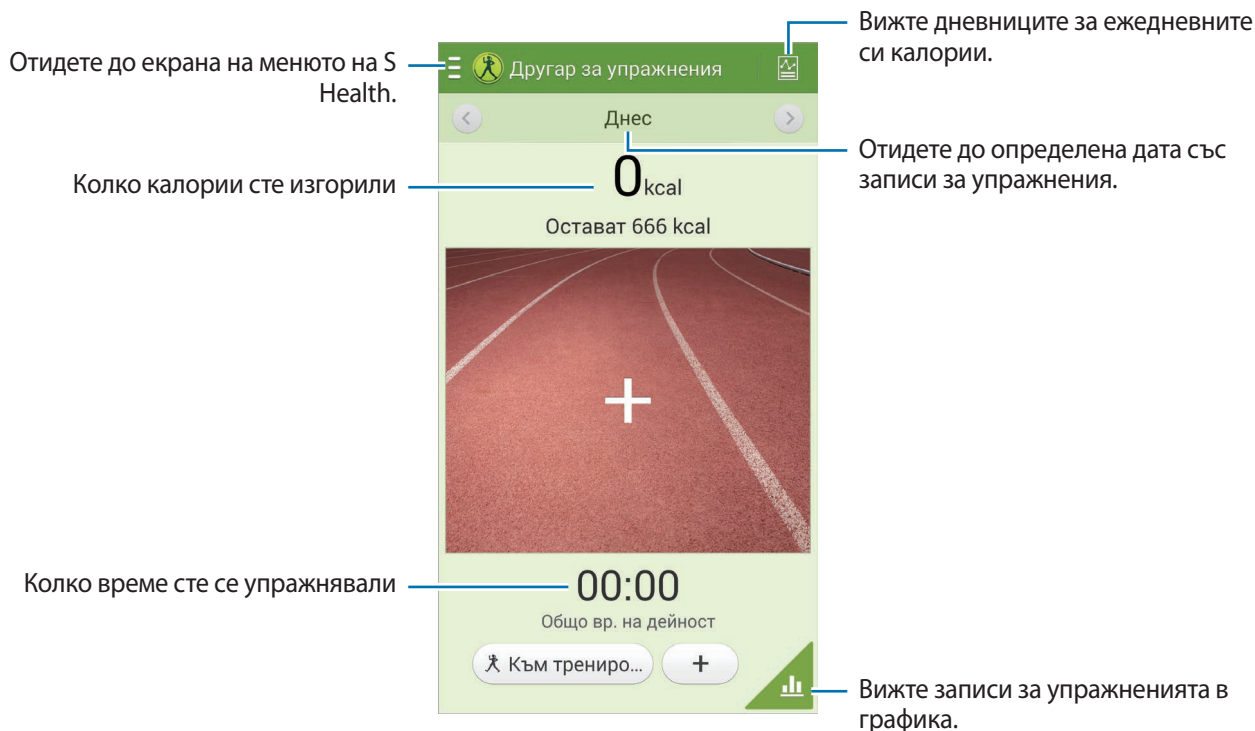 Вижте дневниците за ежедневните
си калории.
Отидете до екрана на менюто на S
Health.
Другар за упражнения
Днес
Отидете до определена дата със
записи за упражнения.
Колко калории сте изгорили
0 kcal
Остават 666 kcal
Колко време сте се упражнявали
00:00
Общо вр. на дейност
Към трениро...
+
Вижте записи за упражненията в
графика.